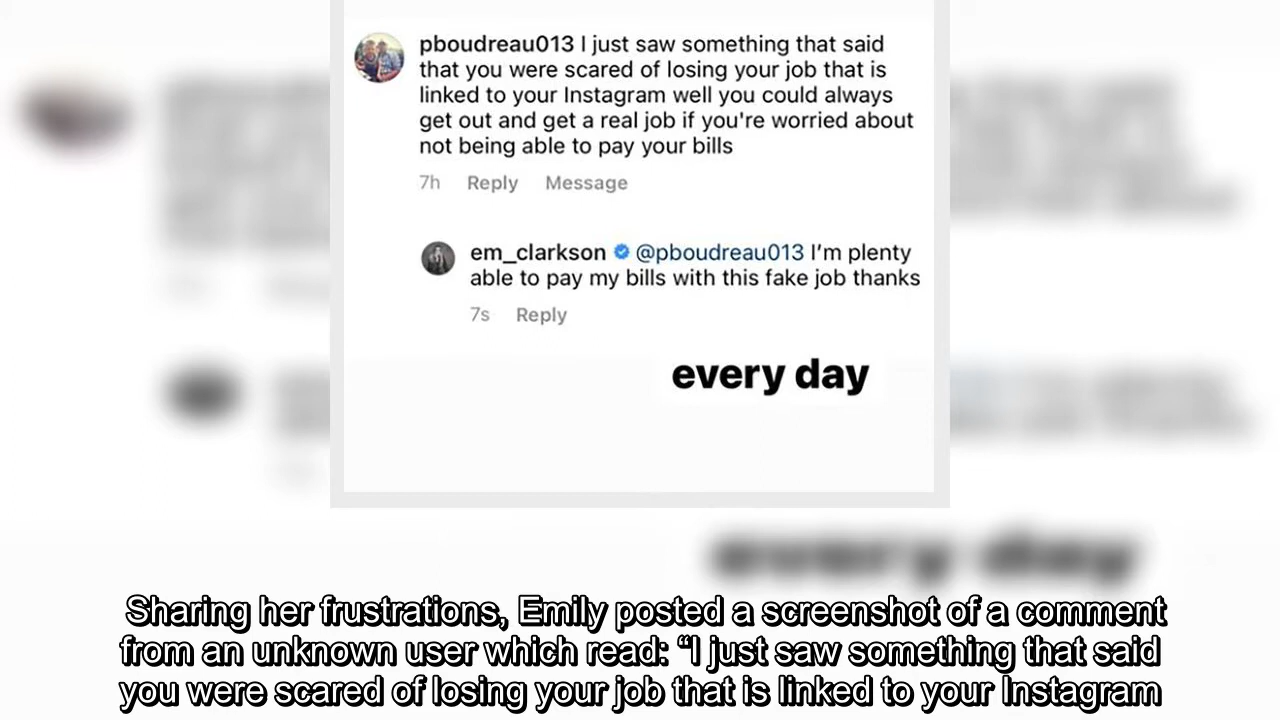 pboudreau013 I just saw something that said
that you were scared of losing your job that is
linked to your Instagram well you could always
get out and get a real job if you're worried about
not being able to pay your bills
7h Reply Message
em_clarkson @pboudreau013 I'm plenty
able to pay my bills with this fake job thanks
7s Reply
every day
Sharing her frustrations, Emily posted a screenshot of a comment
from an unknown user which read: “I just saw something that said
you were scared of losing your job that is linked to your Instagram